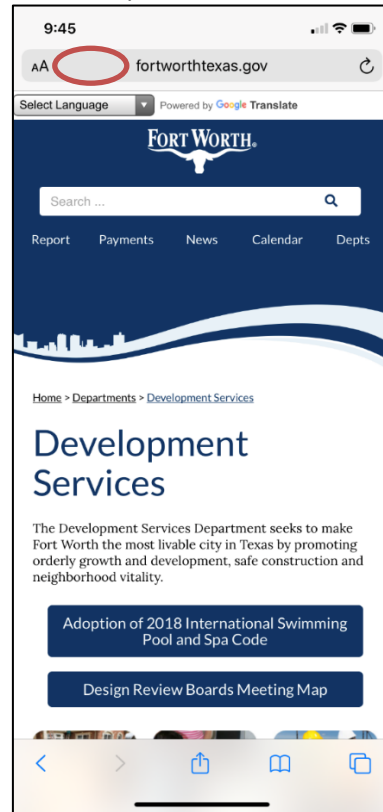 9:45
AA fortworthtexas.gov
Select Language Powered by Google Translate
FORT WORTH®
Search ...
Report Payments News Calendar Depts
Home > Departments > Development Services
Development
Services
The Development Services Department seeks to make
Fort Worth the most livable city in Texas by promoting
orderly growth and development, safe construction and
neighborhood vitality.
Adoption of 2018 International Swimming
Pool and Spa Code
Design Review Boards Meeting Map